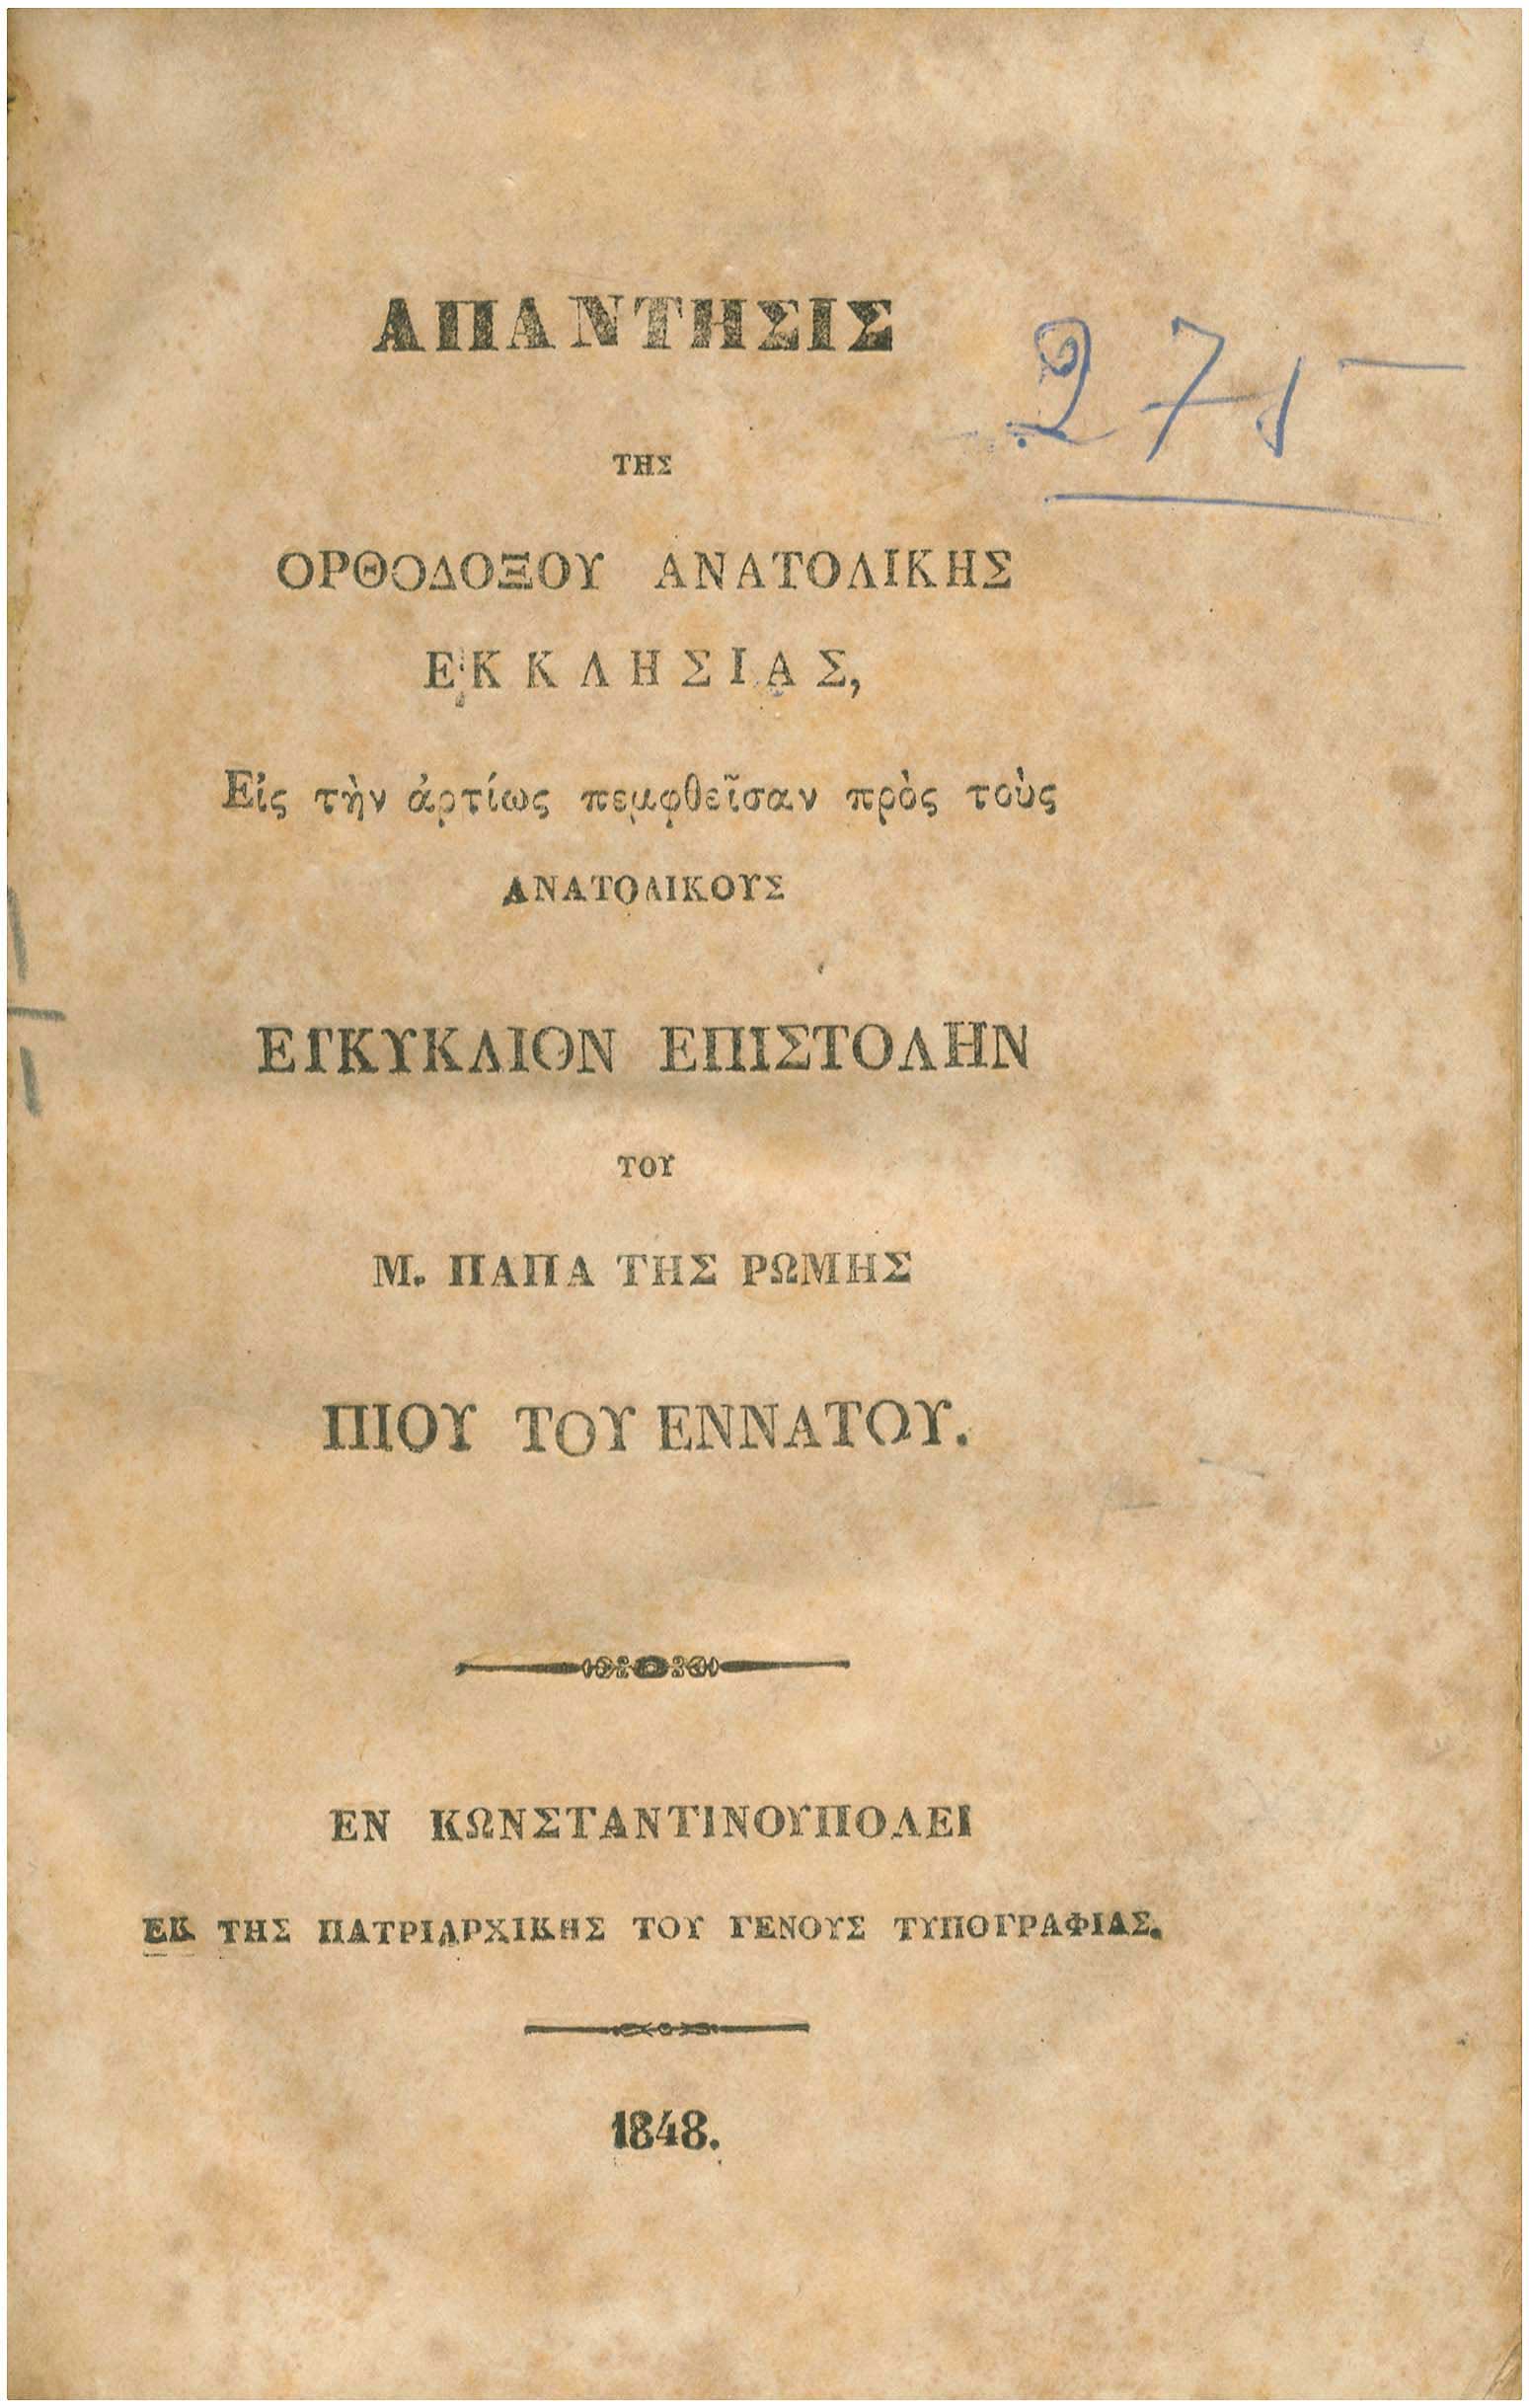 ΑΠΑΝΤΗΣΙΣ
ΤΗΣ
ΟΡΘΟΔΟΞΟΥ ΑΝΑΤΟΛΙΚΗΣ
ΕΚΚΛΗΣΙΑΣ,
Εἰς τὴν ἀρτίως πεμφθεῖσαν πρὸς τοὺς
ΑΝΑΤΟΛΙΚΟΥΣ
ΕΓΚΥΚΛΙΟΝ ΕΠΙΣΤΟΛΗΝ
ΤΟΥ
Μ. ΠΑΠΑ ΤΗΣ ΡΩΜΗΣ
ΠΙΟΥ ΤΟΥ ΕΝΝΑΤΟΥ.
ΕΝ ΚΩΝΣΤΑΝΤΙΝΟΥΠΟΛΕΙ
ΕΚ ΤΗΣ ΠΑΤΡΙΑΡΧΙΚΗΣ ΤΟΥ ΓΕΝΟΥΣ ΤΥΠΟΓΡΑΦΙΑΣ.
1848.